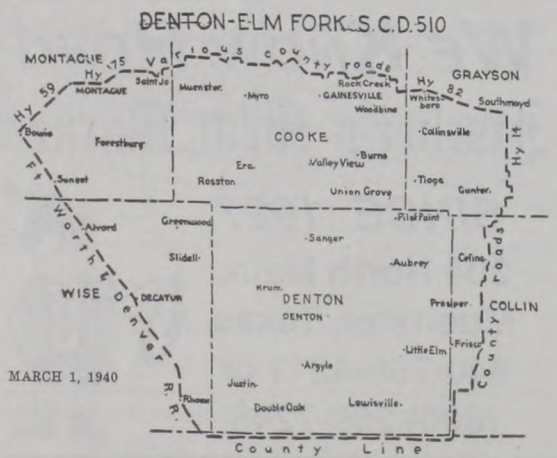 DENTON-ELM FORK S.C.D. 510
MONTAGUE
Hy 59
Hy 75
Various county roads
Hy 82
GRAYSON
MONTAGUE
Saint Jo
Muenster
Myra
GAINESVILLE
Rock Creek
Woodbine
Whitesboro
Southmayd
Bowie
Forestburg
COOKE
Collinsville
Hy 14
Era
Valley View
Burns
Sunset
Rosston
Union Grove
Tioga
Gunter
Ft Worth & Denver R.R.
Alvord
Greenwood
Pilot Point
Sanger
Slidell
Aubrey
Celina
County roads
WISE
DECATUR
Krum
DENTON
DENTON
Prosper
COLLIN
Little Elm
Frisco
MARCH 1, 1940
Argyle
Justin
Rhome
Double Oak
Lewisville
County Line